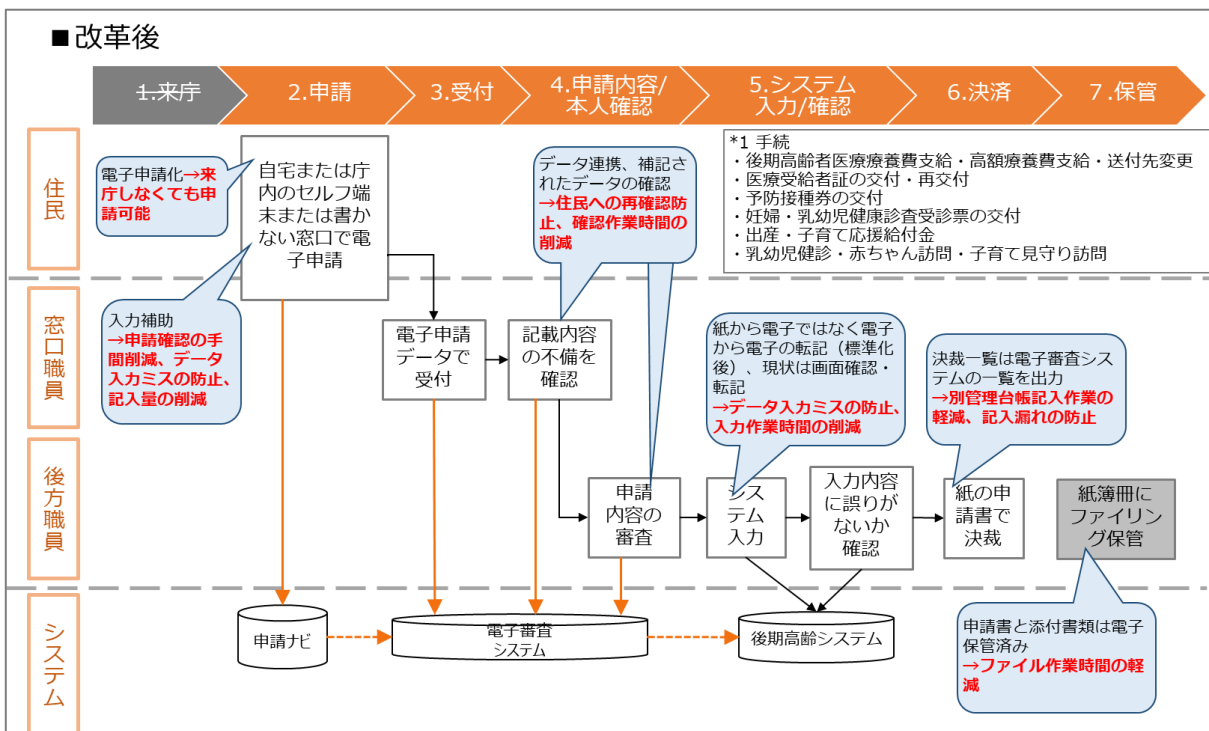 ■改革後
1.来庁
2.申請
3.受付
4.申請内容/
本人確認
5.システム
入力/確認
6.決済
7.保管
住民
電子申請化→来
庁しなくても申
請可能
自宅または庁
内のセルフ端
末または書か
ない窓口で電
子申請
データ連携、補記され
たデータの確認
→住民への再確認防
止、確認作業時間の
削減
*1 手続
・後期高齢者医療療養費支給・高額療養費支給・送付先変更
・医療受給者証の交付・再交付
・予防接種券の交付
・妊婦・乳幼児健康診査受診票の交付
・出産・子育て応援給付金
・乳幼児健診・赤ちゃん訪問・子育て見守り訪問
窓口職員
入力補助
→申請確認の手
間削減、データ
入力ミスの防止、
記入量の削減
電子申請
データで
受付
記載内容
の不備を
確認
紙から電子ではなく電子
から電子の転記（標準化
後）、現状は画面確認・
転記
→データ入力ミスの防止、
入力作業時間の削減
決裁一覧は電子審査シス
テムの一覧を出力
→別管理台帳記入作業の
軽減、記入漏れの防止
後方職員
申請
内容の
審査
シス
テム
入力
入力内容
に誤りが
ないか
確認
紙の申
請書で
決裁
紙簿冊に
ファイリン
グ保管
システム
申請ナビ
電子審査
システム
後期高齢システム
申請書と添付書類は電子
保管済み
→ファイル作業時間の軽
減